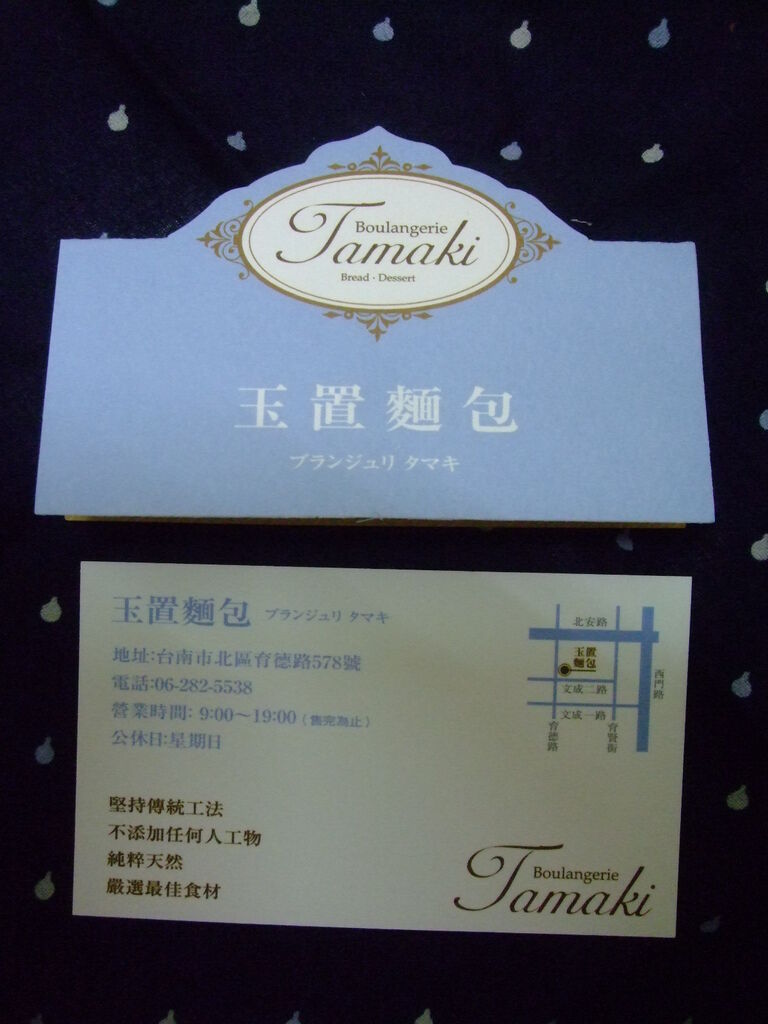 Boulangerie
Tamaki
Bread · Dessert
玉置麵包
ブランジュリ タマキ
玉置麵包 ブランジュリ タマキ
地址:台南市北區育德路578號
電話:06-282-5538
營業時間: 9:00～19:00 (售完為止)
公休日:星期日
堅持傳統工法
不添加任何人工物
純粹天然
嚴選最佳食材
北安路
玉置
麵包
文成二路
文成一路
西門路
育德路
育賢街
Boulangerie
Tamaki